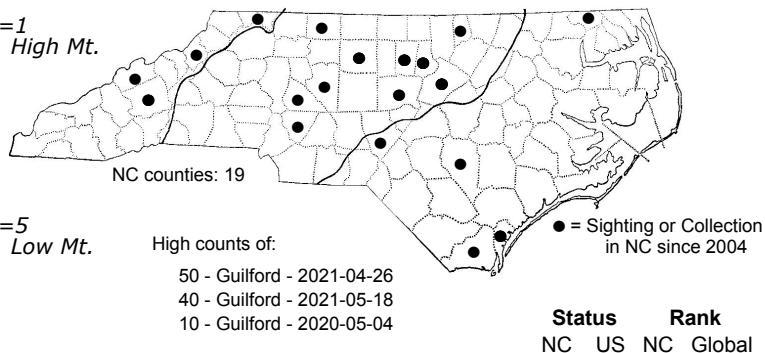 =1
High Mt.
NC counties: 19
=5
Low Mt.
High counts of:
50 - Guilford - 2021-04-26
40 - Guilford - 2021-05-18
10 - Guilford - 2020-05-04
= Sighting or Collection
in NC since 2004
Status Rank
NC US NC Global